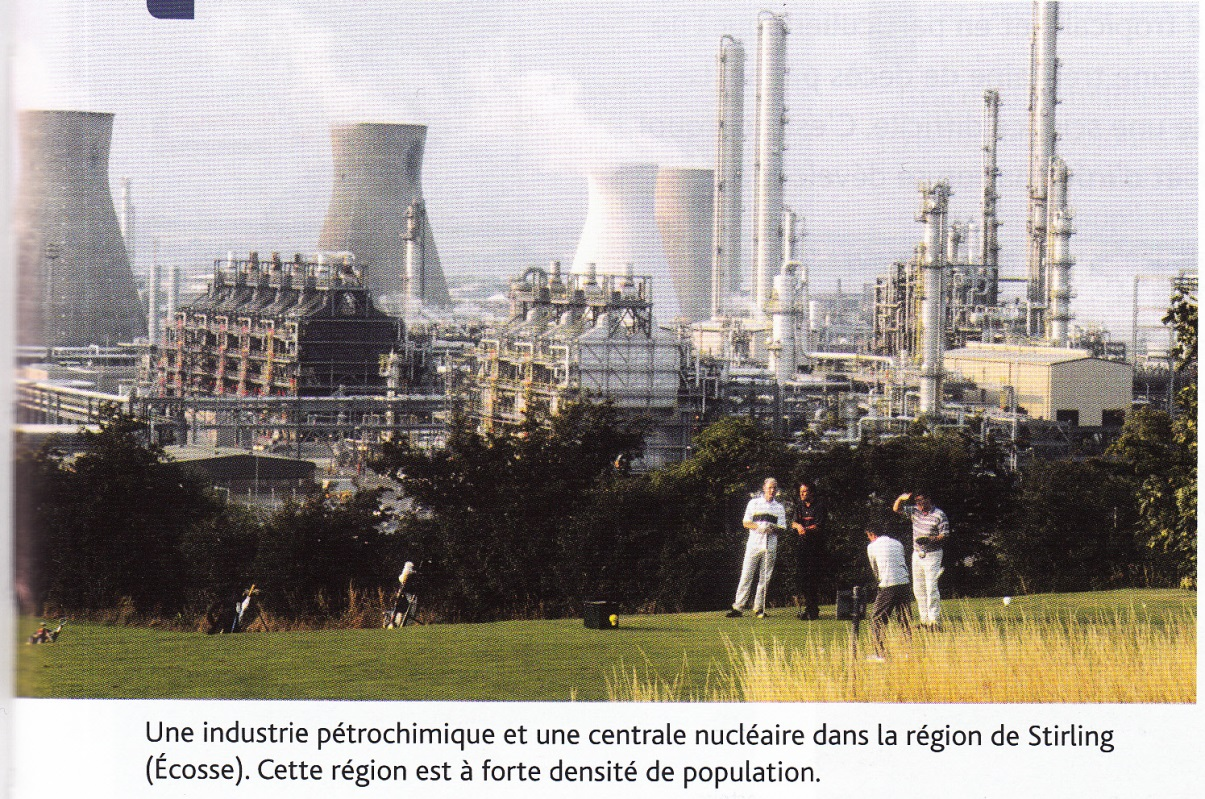 Une industrie pétrochimique et une centrale nucléaire dans la région de Stirling
(Écosse). Cette région est à forte densité de population.